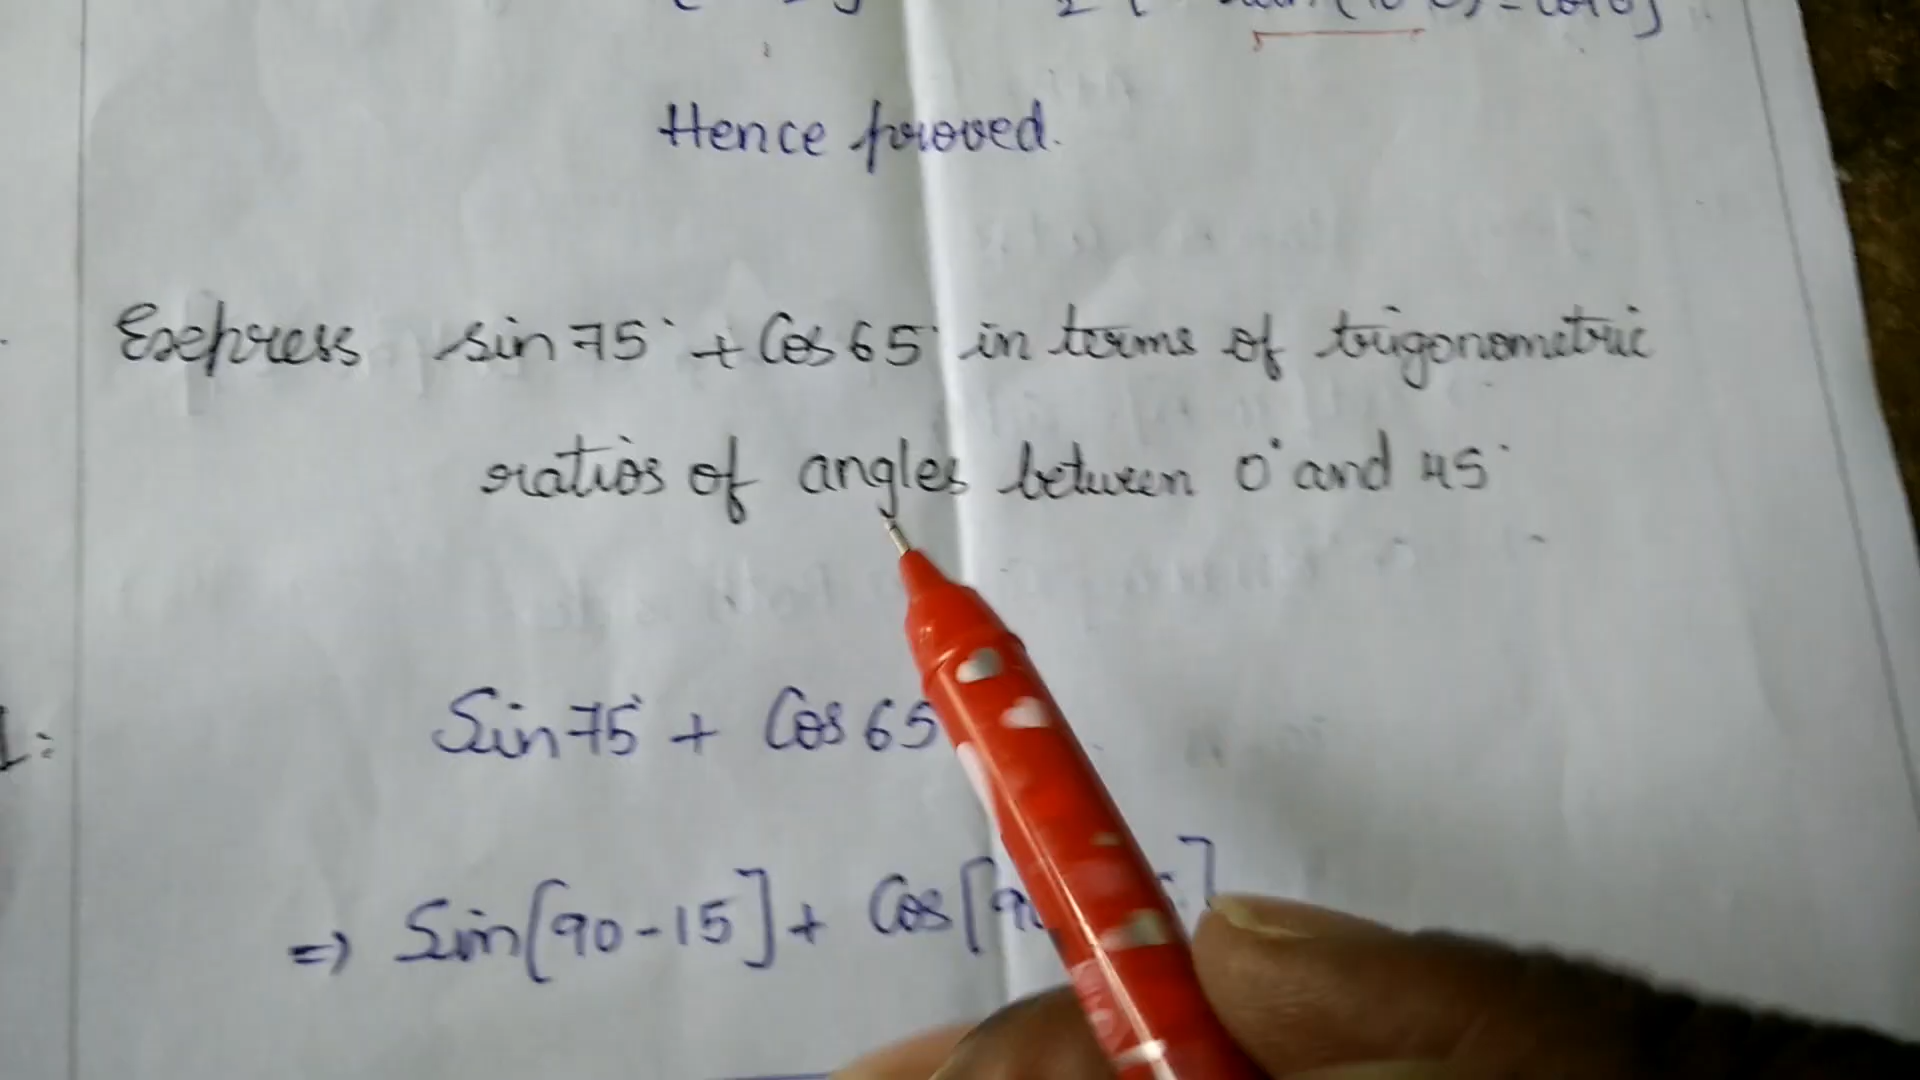 Hence proved.
Express sin 75° + Cos 65° in terms of trigonometric
ratios of angles between 0° and 45°
Sin 75° + Cos 65
=> Sin[90-15] + Cos[90 ]